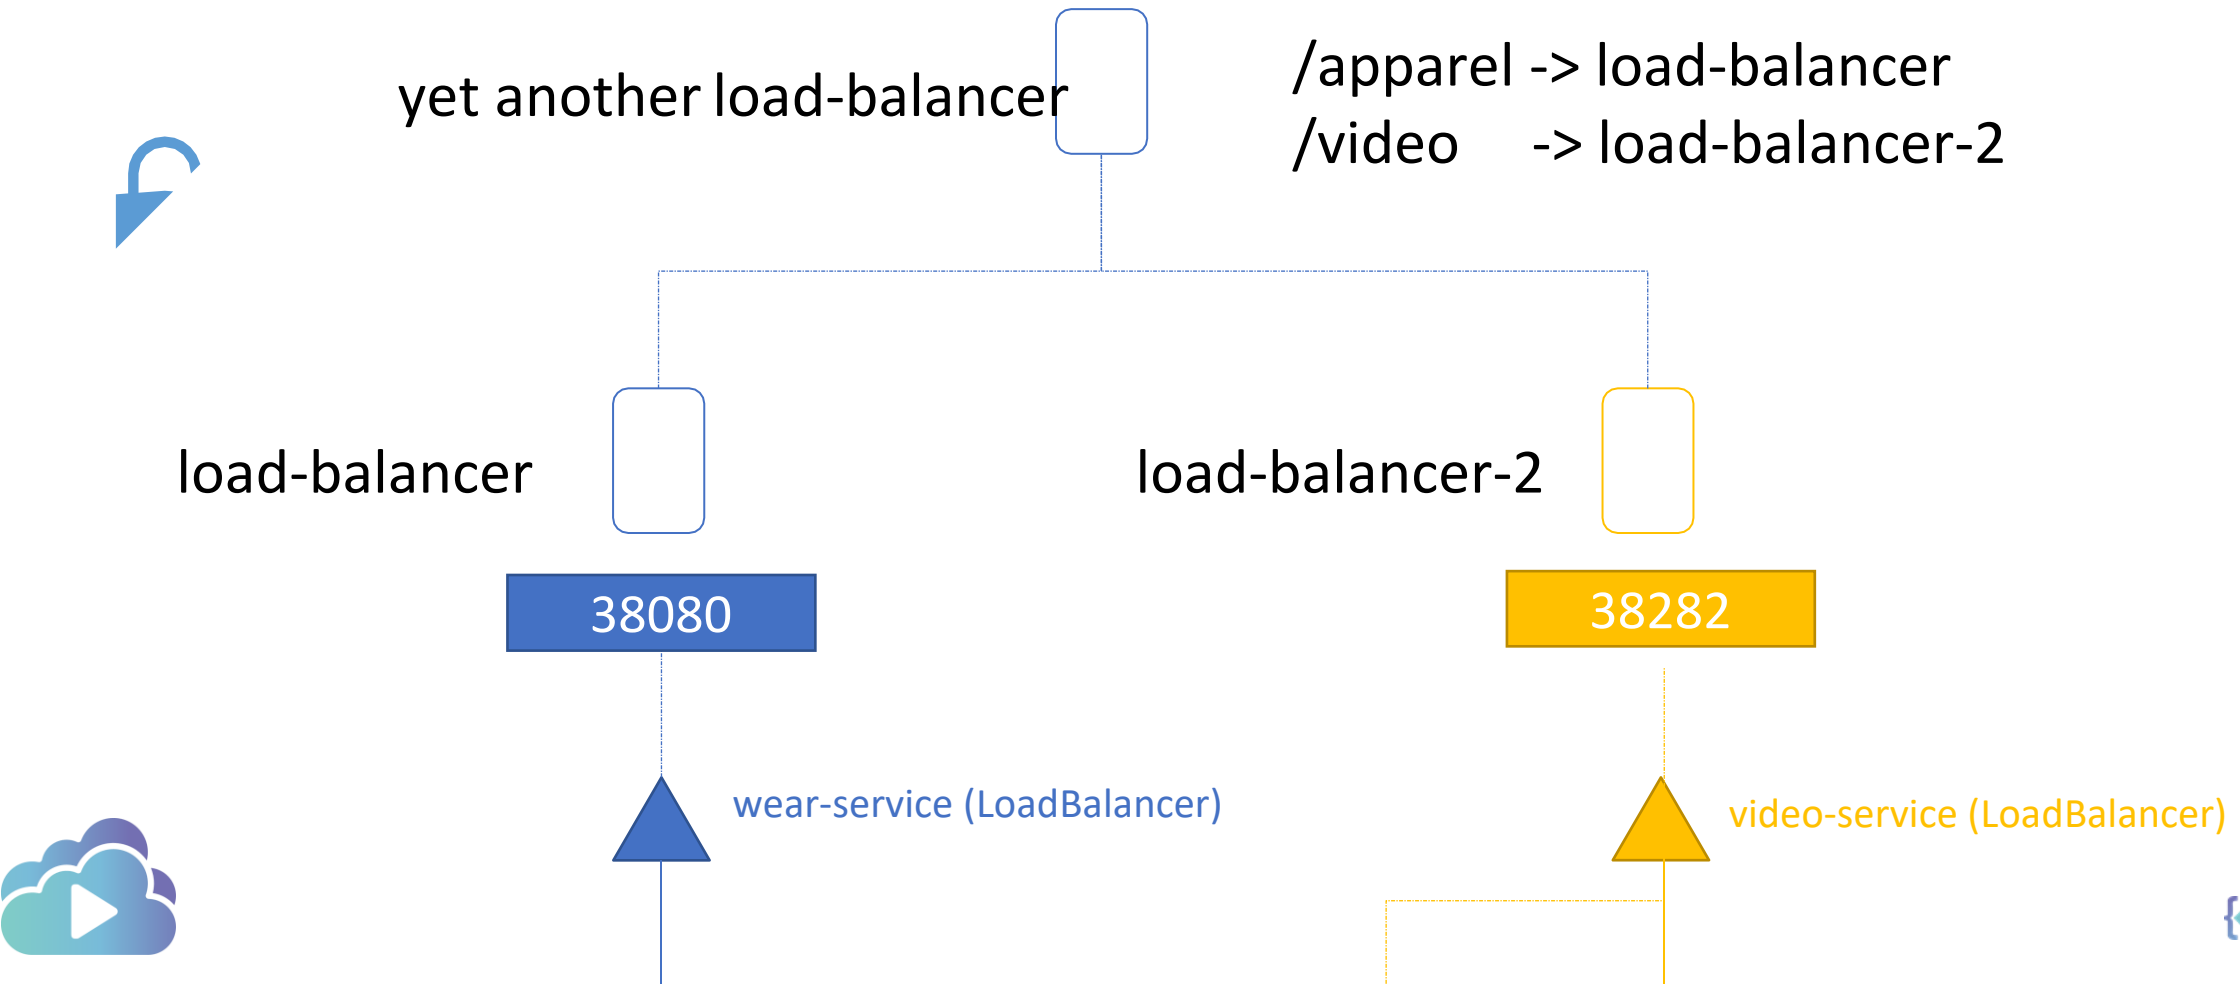 /apparel -> load-balancer
yet another load-balancer
/video -> load-balancer-2
load-balancer
load-balancer-2
38080
38282
wear-service (LoadBalancer)
video-service (LoadBalancer)
{